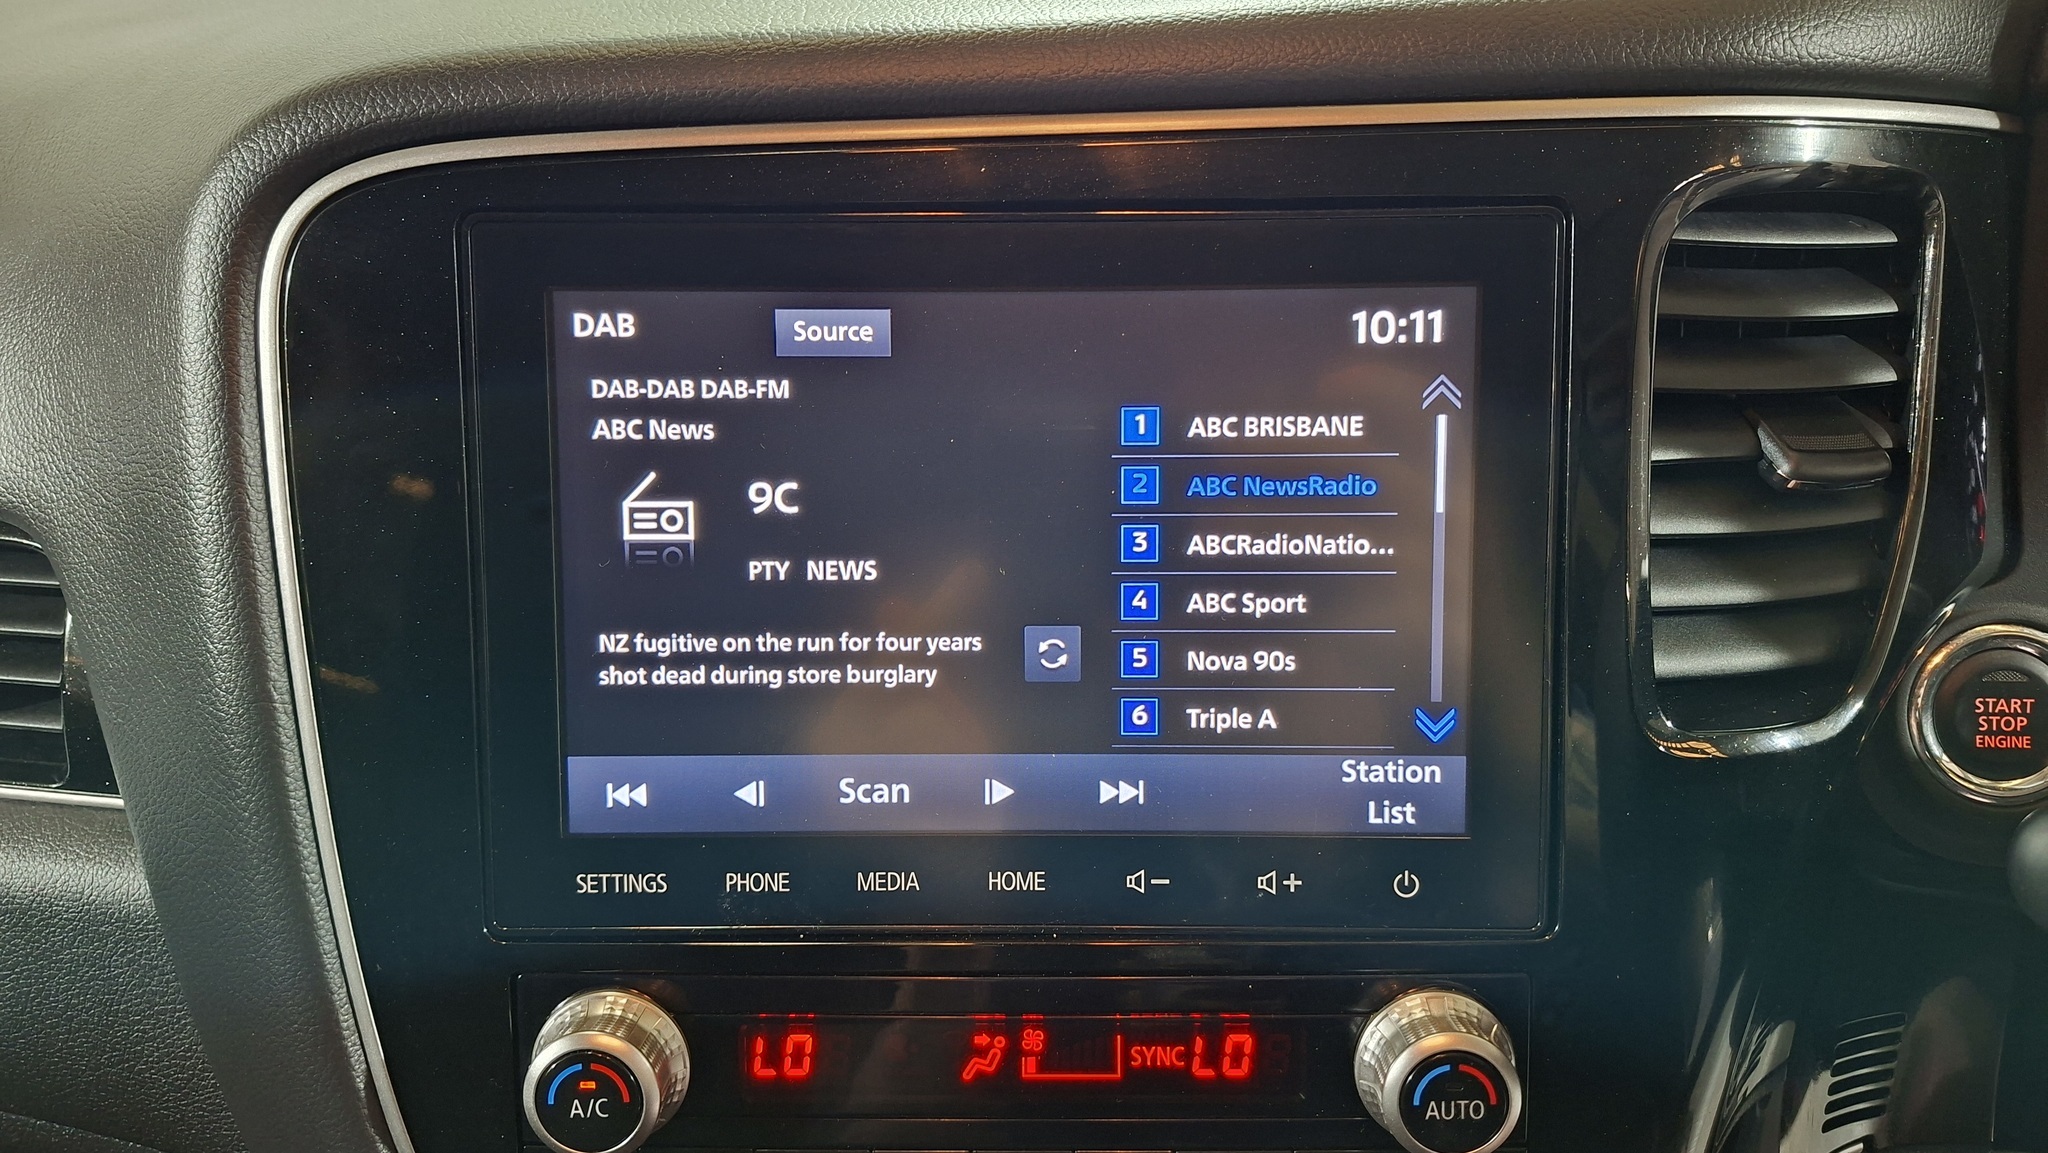 DAB
Source
10:11
DAB-DAB DAB-FM
ABC News
9C
PTY NEWS
NZ fugitive on the run for four years
shot dead during store burglary
1 ABC BRISBANE
2 ABC NewsRadio
3 ABCRadioNatio...
4 ABC Sport
5 Nova 90s
6 Triple A
Scan
Station
List
SETTINGS
PHONE
MEDIA
HOME
START
STOP
ENGINE
LO
SYNC
LO
A/C
AUTO